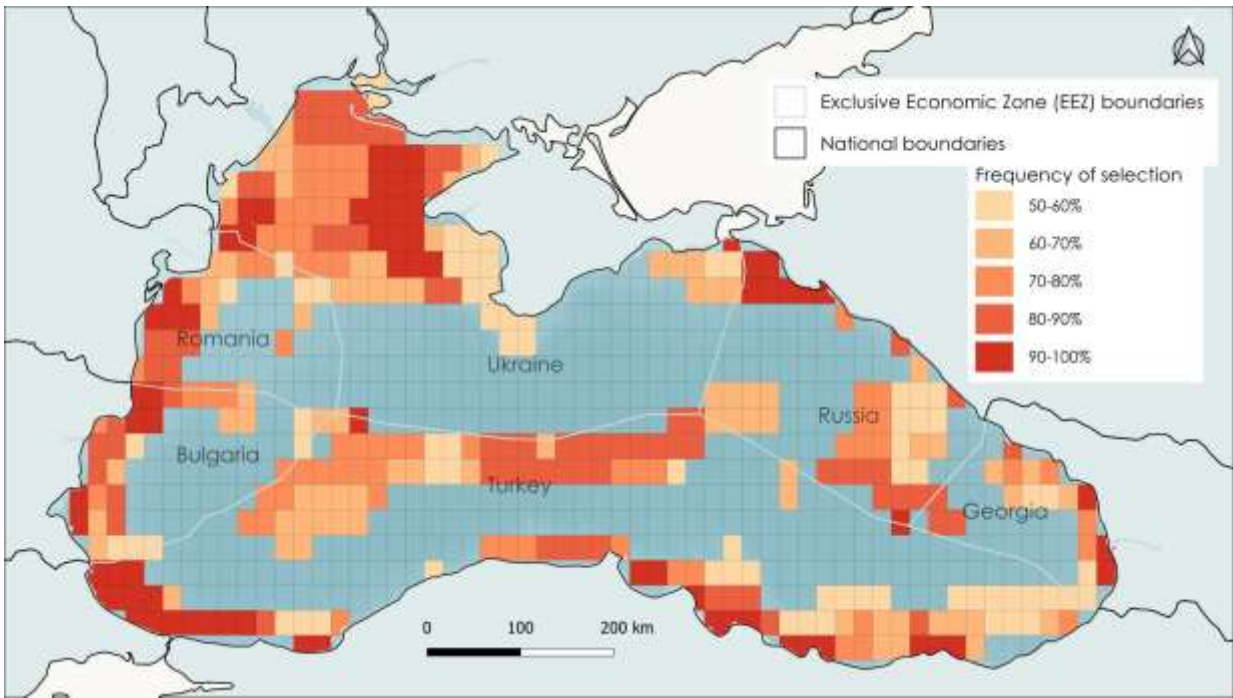 Exclusive Economic Zone (EEZ) boundaries
National boundaries
Frequency of selection
50-60%
60-70%
70-80%
80-90%
90-100%
Romania
Ukraine
Russia
Bulgaria
Turkey
Georgia
0 100 200 km